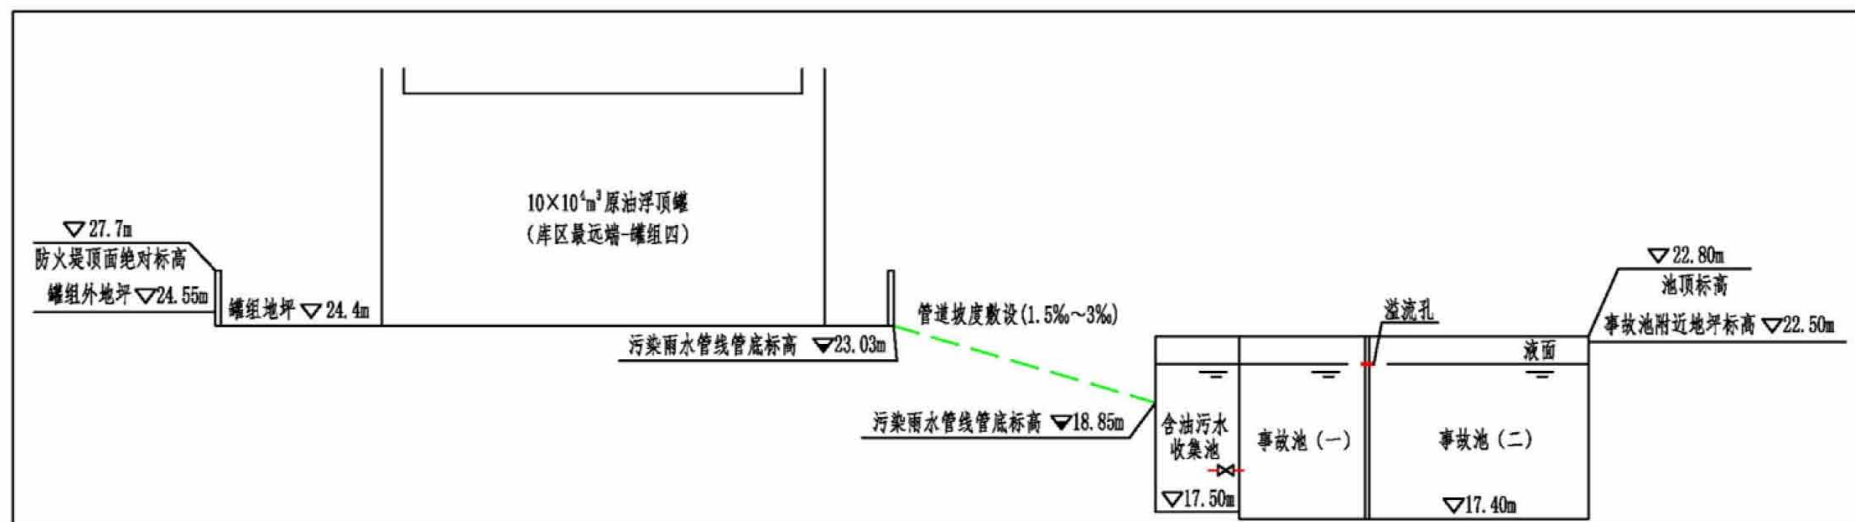 10×10⁴m³原油浮顶罐
(库区最远端-罐组四)
▽27.7m
防火堤顶面绝对标高
罐组外地坪▽24.55m
罐组地坪▽24.4m
污染雨水管线管底标高 ▼23.03m
管道坡度敷设(1.5‰～3‰)
污染雨水管线管底标高 ▼18.85m
溢流孔
▽22.80m
池顶标高
事故池附近地坪标高▽22.50m
液面
含油污水
收集池
事故池(一)
事故池(二)
▽17.50m
▽17.40m